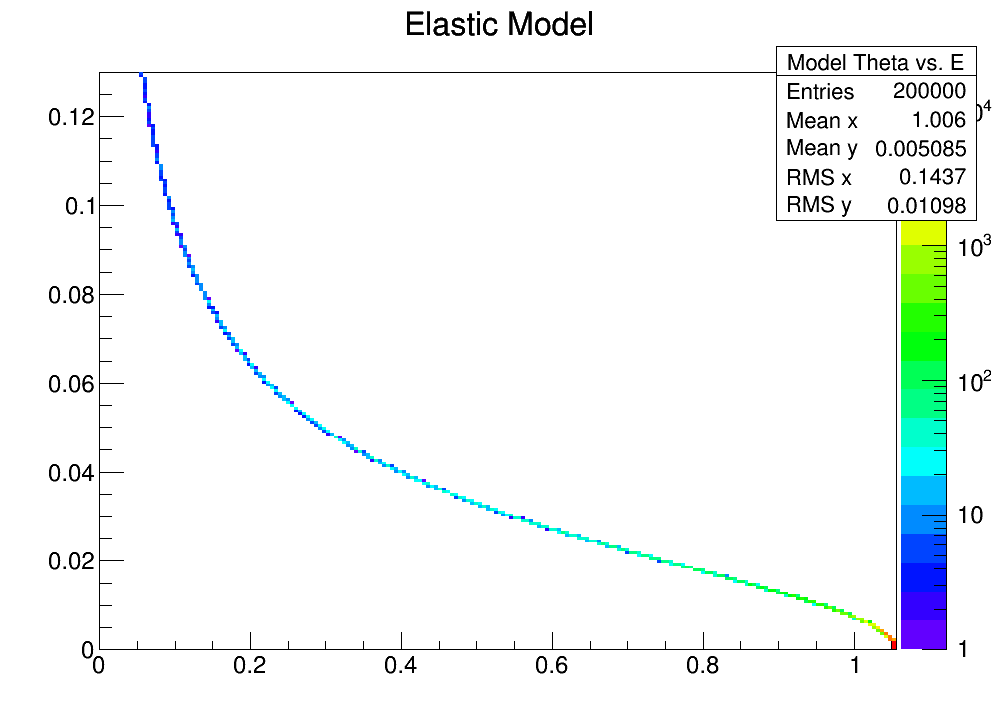 Elastic Model
Model Theta vs. E
Entries 200000
Mean x 1.006
Mean y 0.005085
RMS x 0.1437
RMS y 0.01098
0.12
0.1
0.08
0.06
0.04
0.02
0
0 0.2 0.4 0.6 0.8 1
10³
10²
10
1